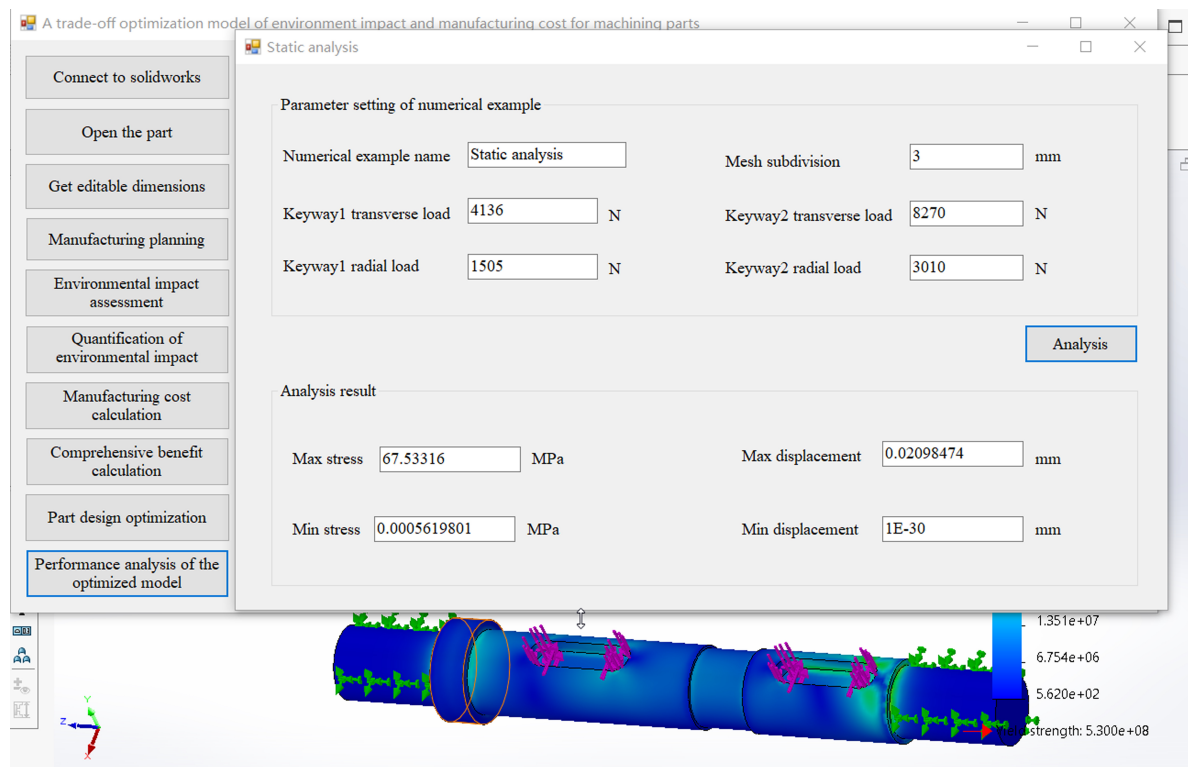 A trade-off optimization model of environment impact and manufacturing cost for machining parts
Static analysis
Connect to solidworks
Open the part
Get editable dimensions
Manufacturing planning
Environmental impact
assessment
Quantification of
environmental impact
Manufacturing cost
calculation
Comprehensive benefit
calculation
Part design optimization
Performance analysis of the
optimized model
Parameter setting of numerical example
Numerical example name Static analysis
Mesh subdivision 3 mm
Keyway1 transverse load 4136 N
Keyway2 transverse load 8270 N
Keyway1 radial load 1505 N
Keyway2 radial load 3010 N
Analysis
Analysis result
Max stress 67.53316 MPa
Max displacement 0.02098474 mm
Min stress 0.0005619801 MPa
Min displacement 1E-30 mm
1.351e+07
6.754e+06
5.620e+02
strength: 5.300e+08
Y
Z
X